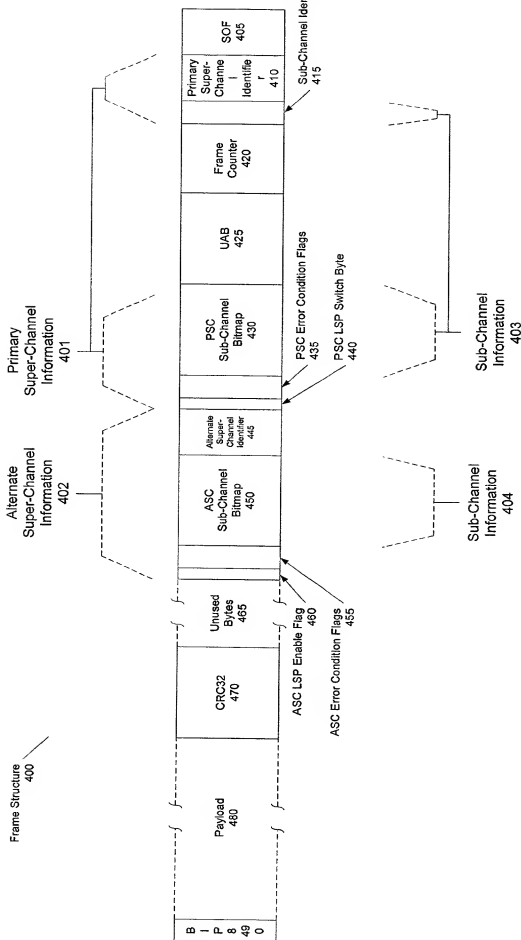 Frame Structure
400
Primary
Super-Channel
Information
401
Alternate
Super-Channel
Information
402
SOF
405
Primary
Super-
Channe
l
Identifie
r
410
Frame
Counter
420
UAB
425
PSC
Sub-Channel
Bitmap
430
Alternate
Super-
Channel
Identifier
445
ASC
Sub-Channel
Bitmap
450
Unused
Bytes
465
CRC32
470
Payload
480
B
I
P
8
49
0
Sub-Channel Iden
415
PSC Error Condition Flags
435
PSC LSP Switch Byte
440
ASC LSP Enable Flag
460
ASC Error Condition Flags
455
Sub-Channel
Information
403
Sub-Channel
Information
404